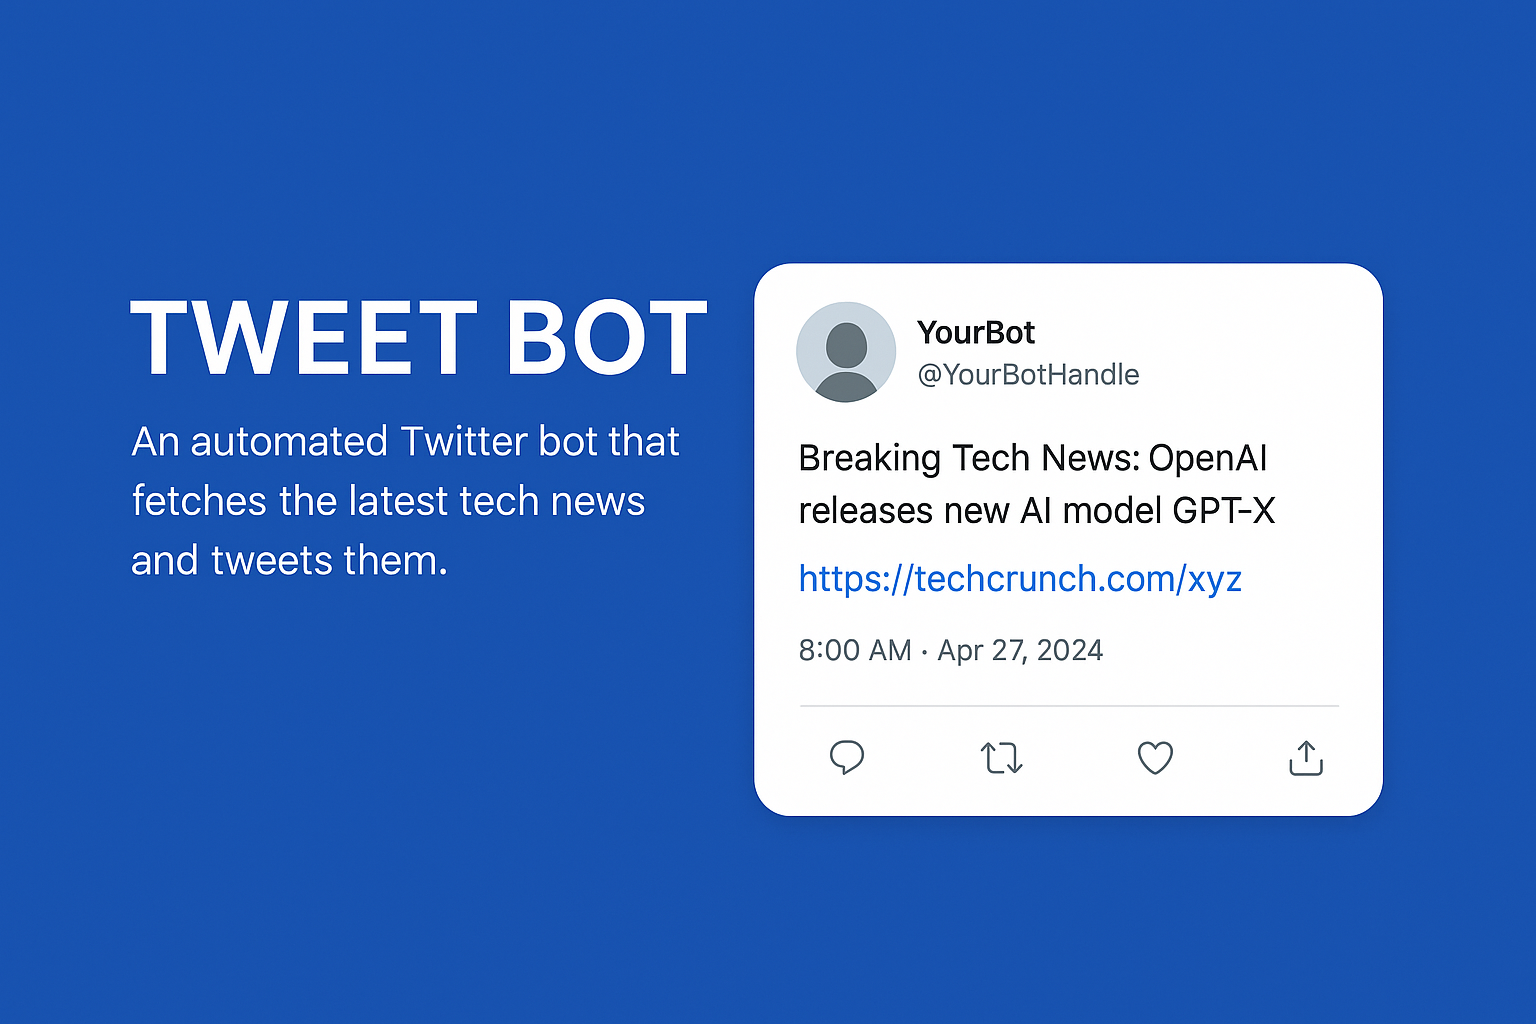 TWEET BOT
An automated Twitter bot that
fetches the latest tech news
and tweets them.
YourBot
@YourBotHandle
Breaking Tech News: OpenAI
releases new AI model GPT-X
https://techcrunch.com/xyz
8:00 AM · Apr 27, 2024